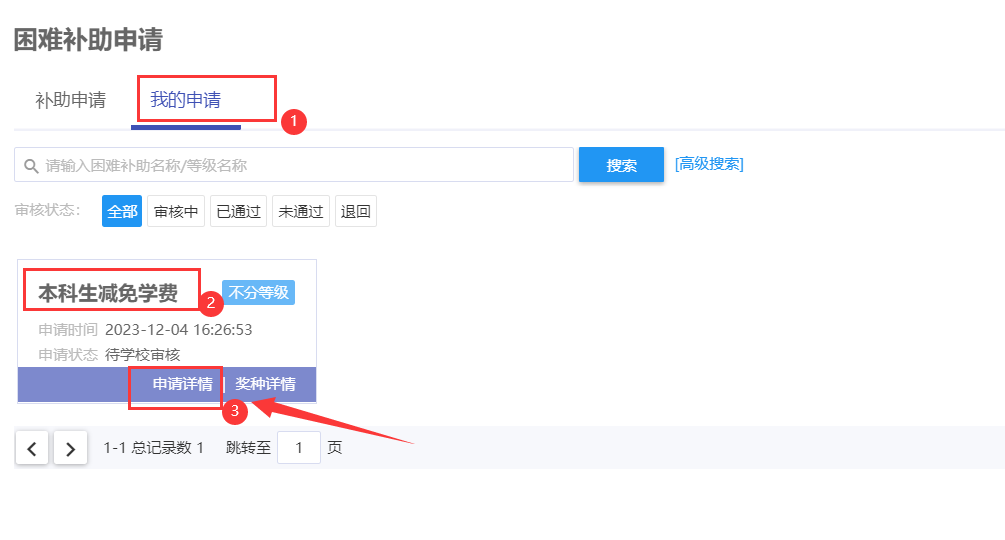 困难补助申请
补助申请 我的申请
1
请输入困难补助名称/等级名称 搜索 [高级搜索]
审核状态： 全部 审核中 已通过 未通过 退回
本科生减免学费 2 不分等级
申请时间 2023-12-04 16:26:53
申请状态 待学校审核
申请详情 | 奖种详情
3
1-1 总记录数 1 跳转至 1 页